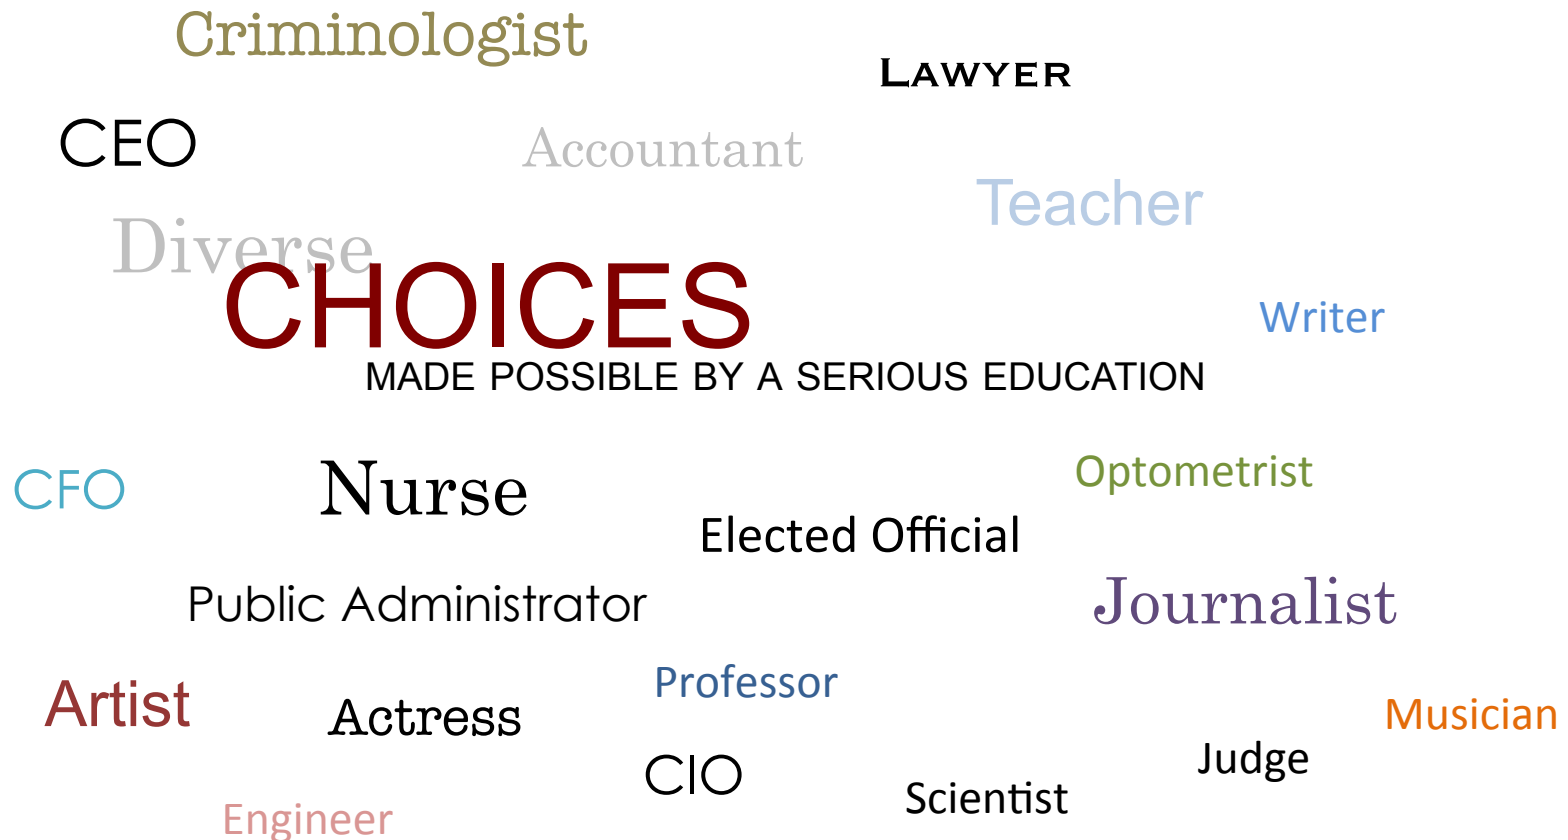 Criminologist
LAWYER
CEO
Accountant
Teacher
Diverse
CHOICES
Writer
MADE POSSIBLE BY A SERIOUS EDUCATION
CFO
Nurse
Optometrist
Elected Official
Public Administrator
Journalist
Professor
Artist
Actress
Musician
CIO
Judge
Scientist
Engineer